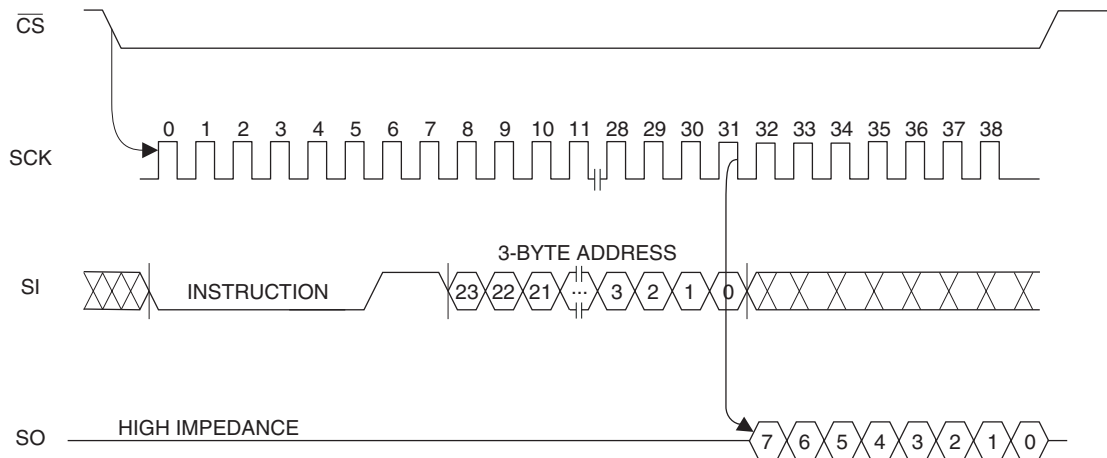 CS
0 1 2 3 4 5 6 7 8 9 10 11 28 29 30 31 32 33 34 35 36 37 38
SCK
3-BYTE ADDRESS
SI
INSTRUCTION
23 22 21 ... 3 2 1 0
HIGH IMPEDANCE
SO
7 6 5 4 3 2 1 0